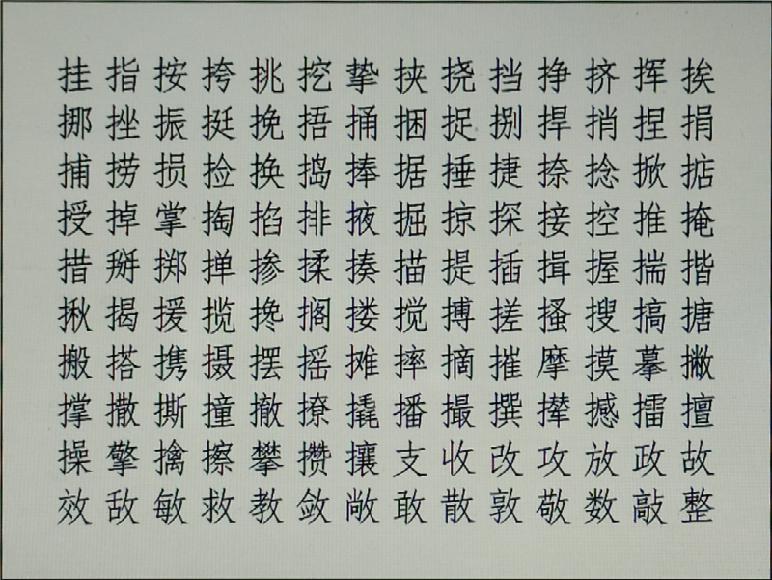 挂指按挎挑挖挚挟挠挡挣挤挥挨
挪挫振挺挽捂捅捆捉捌捍捎捏捐
捕捞损捡换捣捧据捶捷捺捻掀掂
授掉掌掏掐排掖掘掠探接控推掩
措掰掷掸掺揉揍描提插揖握揣揩
揪揭援揽搀搁搂搅搏搓搔搜搞搪
搬搭携摄摆摇摊摔摘摧摩摸摹撇
撑撒撕撞撤撩撬播撮撰撵撼擂擅
操擎擒擦攀攒攘支收改攻放政故
效敌敏救教敛敞敢散敦敬数敲整